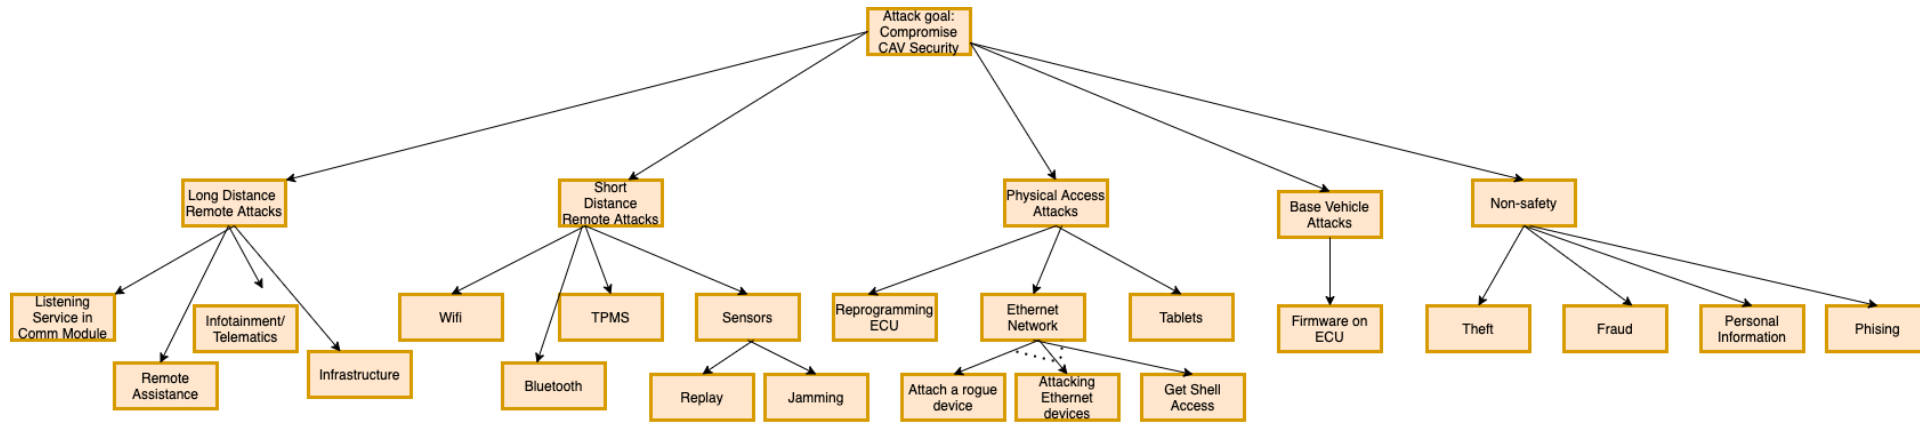 Attack goal:
Compromise
CAV Security
Long Distance
Remote Attacks
Short
Distance
Remote Attacks
Physical Access
Attacks
Base Vehicle
Attacks
Non-safety
Listening
Service in
Comm Module
Remote
Assistance
Infotainment/
Telematics
Infrastructure
Wifi
Bluetooth
TPMS
Sensors
Replay
Jamming
Reprogramming
ECU
Ethernet
Network
Tablets
Attach a rogue
device
Attacking
Ethernet
devices
Get Shell
Access
Firmware on
ECU
Theft
Fraud
Personal
Information
Phising